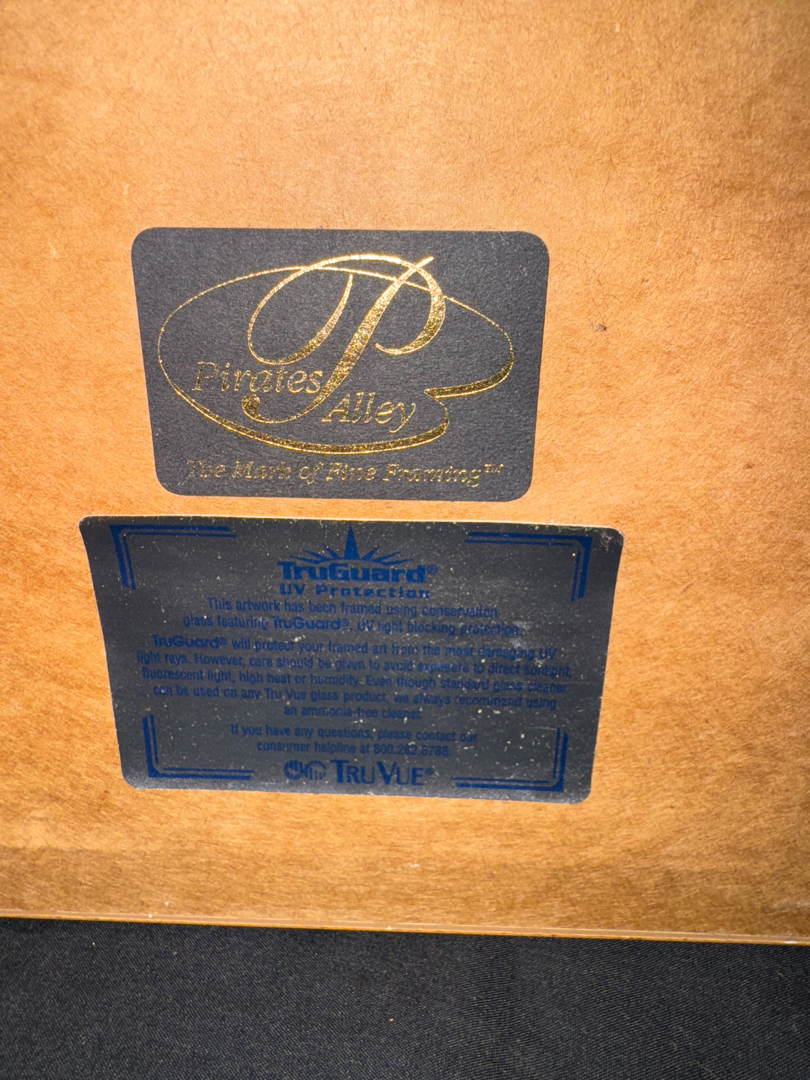 P
Pirates
Alley
The Mark of Fine Framing™
TruGuard®
UV Protection
This artwork has been framed using conservation
glass featuring TruGuard®, UV light blocking protection.
TruGuard® will protect your framed art from the most damaging UV
light rays. However, care should be given to avoid exposure to direct sunlight,
fluorescent light, high heat or humidity. Even though standard glass cleaner
can be used on any Tru Vue glass product, we always recommend using
an ammonia-free cleaner.
If you have any questions, please contact our
consumer helpline at 800.282.8788.
TRU VUE®